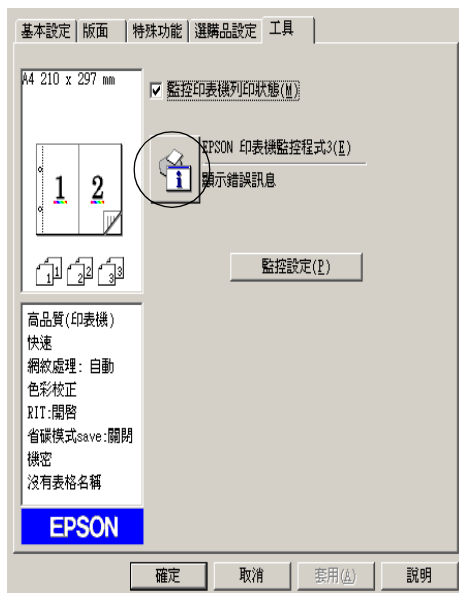 基本設定 版面 特殊功能 選購品設定 工具
A4 210 x 297 mm
監控印表機列印狀態(M)
EPSON 印表機監控程式3(E)
顯示錯誤訊息
1 2
1 1 2 2 3 3
監控設定(P)
高品質(印表機)
快速
網紋處理: 自動
色彩校正
RIT:開啓
省碳模式save:關閉
機密
沒有表格名稱
EPSON
確定 取消 套用(A) 說明